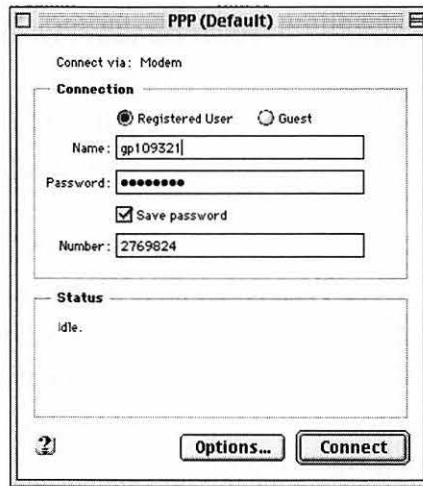 PPP (Default)
Connect via: Modem
Connection
Registered User Guest
Name: gp109321
Password: ●●●●●●●●
Save password
Number: 2769824
Status
Idle.
?
Options... Connect